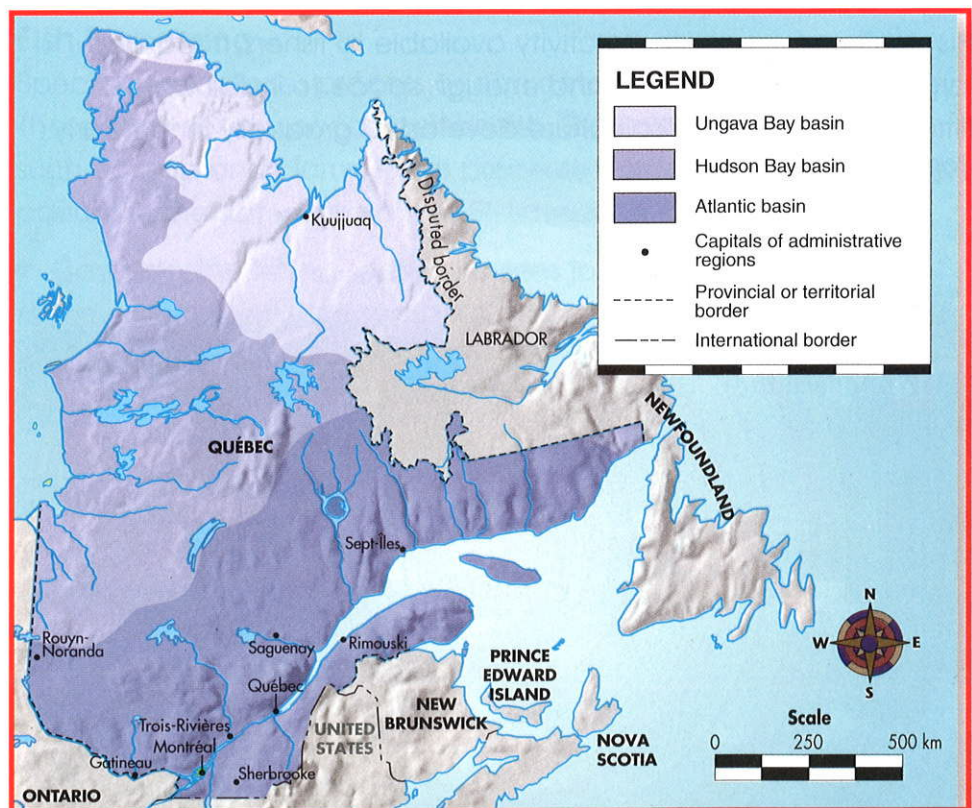 LEGEND
Ungava Bay basin
Hudson Bay basin
Atlantic basin
Capitals of administrative
regions
Provincial or territorial
border
International border
Kuujjuaq
Disputed border
LABRADOR
NEWFOUNDLAND
QUÉBEC
Sept-Îles
Rouyn-
Noranda
Saguenay
Rimouski
Québec
PRINCE
EDWARD
ISLAND
NEW
BRUNSWICK
UNITED
STATES
Trois-Rivières
Montréal
Gatineau
Sherbrooke
ONTARIO
NOVA
SCOTIA
N
W E
S
Scale
0 250 500 km